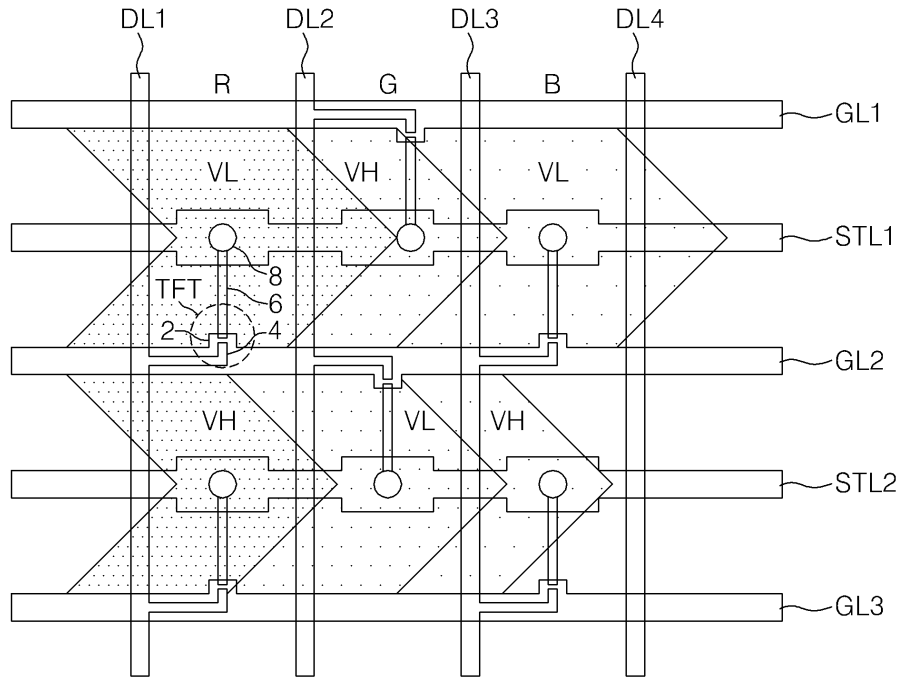 DL1 DL2 DL3 DL4
R G B
GL1
VL VH VL
STL1
8
TFT 6
2 4
GL2
VH VL VH
STL2
GL3